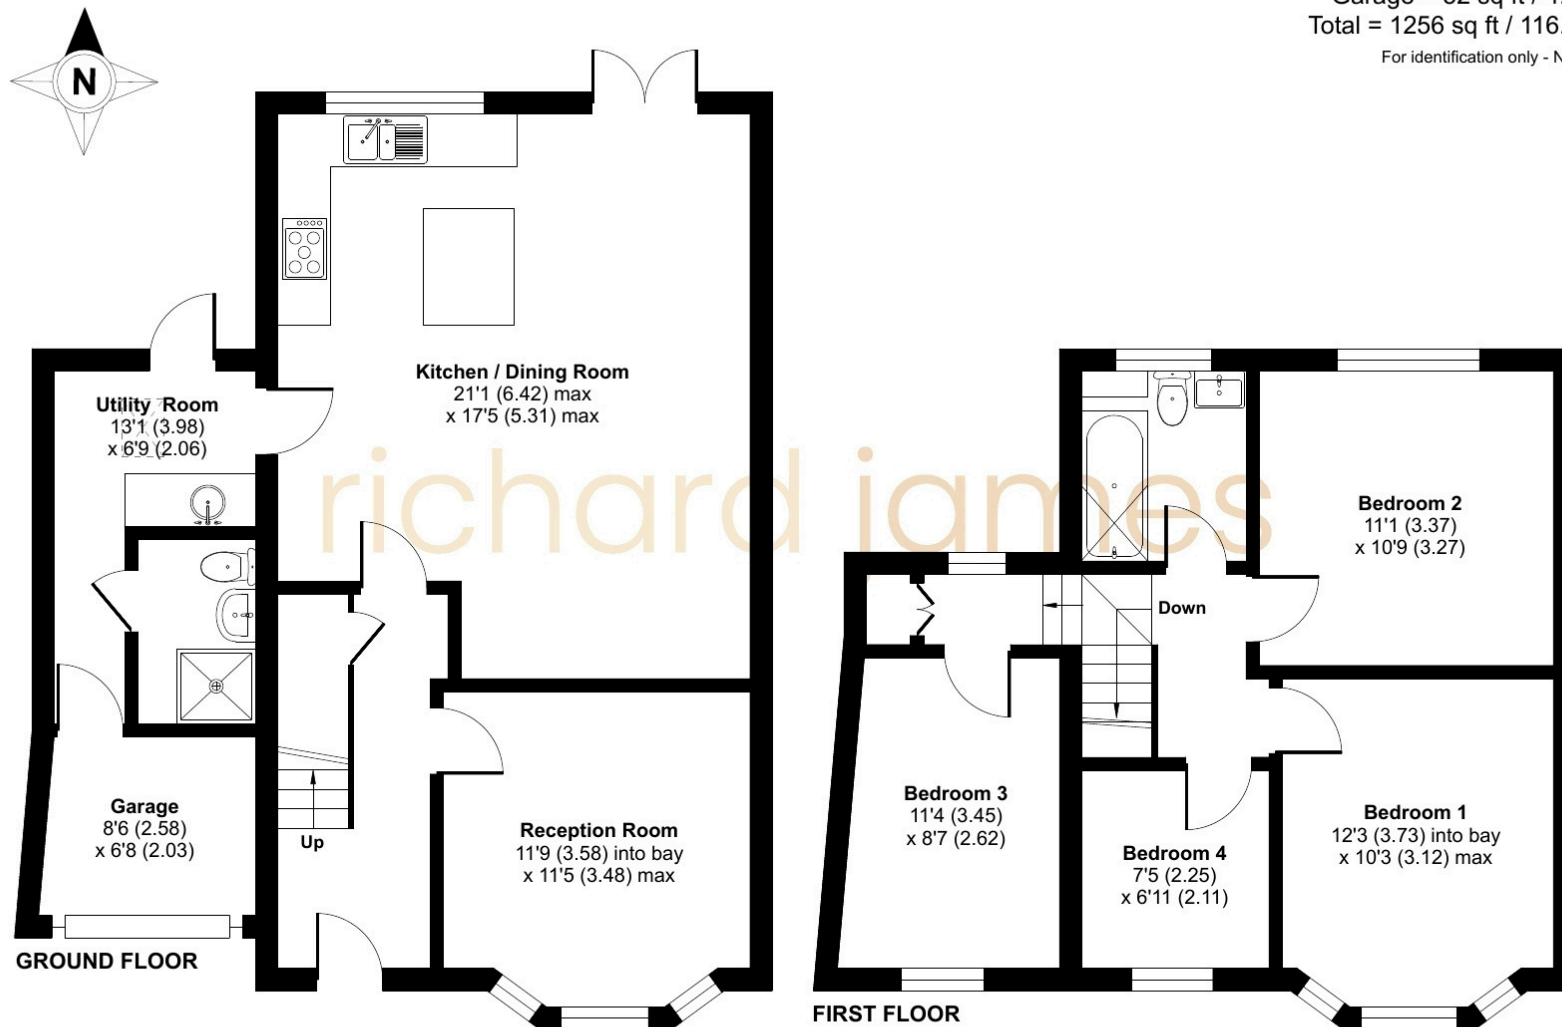 Garage = 52 sq ft /
Total = 1256 sq ft / 116.
For identification only - N
N
Kitchen / Dining Room
21'1 (6.42) max
x 17'5 (5.31) max
Utility Room
13'1 (3.98)
x 6'9 (2.06)
richard james
Bedroom 2
11'1 (3.37)
x 10'9 (3.27)
Down
Garage
8'6 (2.58)
x 6'8 (2.03)
Up
Reception Room
11'9 (3.58) into bay
x 11'5 (3.48) max
Bedroom 3
11'4 (3.45)
x 8'7 (2.62)
Bedroom 4
7'5 (2.25)
x 6'11 (2.11)
Bedroom 1
12'3 (3.73) into bay
x 10'3 (3.12) max
GROUND FLOOR
FIRST FLOOR